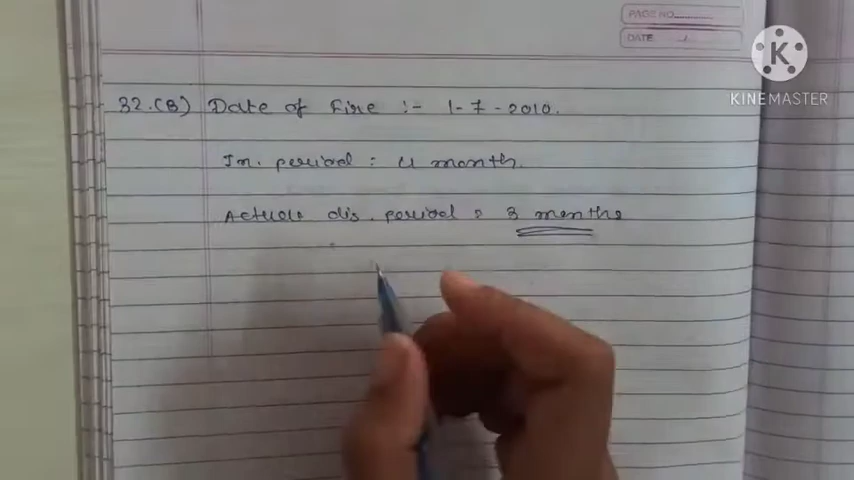 PAGE NO.
DATE
K
KINEMASTER
32.(B) Date of Fire :- 1-7-2010.
In. period : 4 month.
Actual dis. period = 3 months